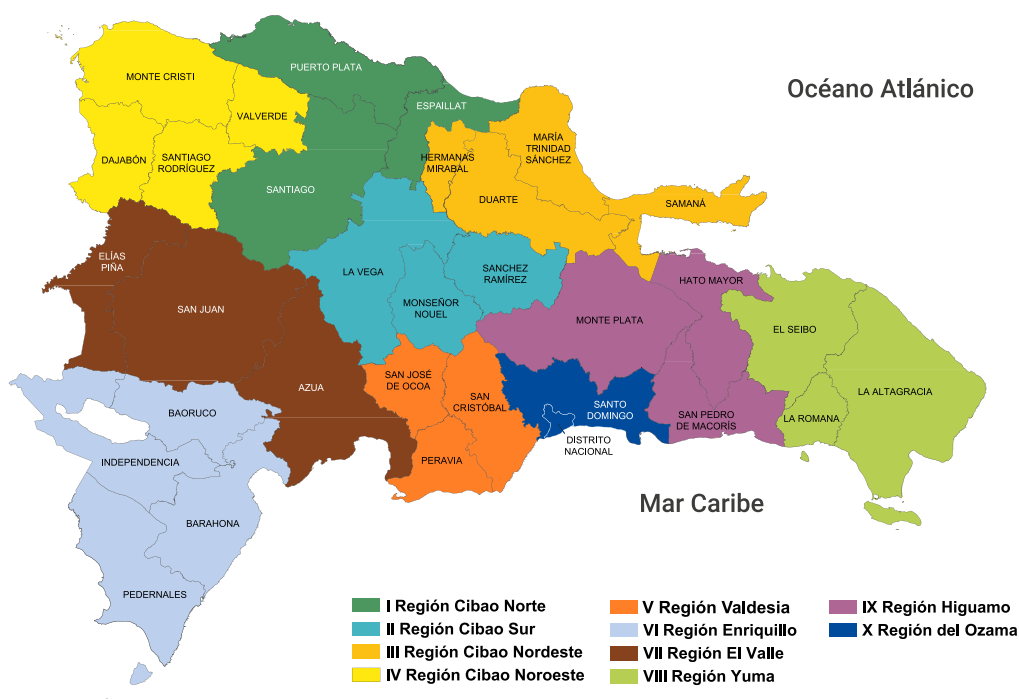 PUERTO PLATA
MONTE CRISTI
Océano Atlánico
ESPAILLAT
VALVERDE
MARÍA
TRINIDAD
SÁNCHEZ
DAJABÓN
SANTIAGO
RODRÍGUEZ
HERMANAS
MIRABAL
SANTIAGO
DUARTE
SAMANÁ
ELÍAS
PIÑA
LA VEGA
SANCHEZ
RAMÍREZ
HATO MAYOR
SAN JUAN
MONSEÑOR
NOUEL
MONTE PLATA
EL SEIBO
SAN JOSÉ
DE OCOA
AZUA
LA ALTAGRACIA
SAN
CRISTÓBAL
SANTO
DOMINGO
BAORUCO
SAN PEDRO
DE MACORÍS
LA ROMANA
DISTRITO
NACIONAL
INDEPENDENCIA
PERAVIA
Mar Caribe
BARAHONA
PEDERNALES
I Región Cibao Norte
II Región Cibao Sur
III Región Cibao Nordeste
IV Región Cibao Noroeste
V Región Valdesia
VI Región Enriquillo
VII Región El Valle
VIII Región Yuma
IX Región Higuamo
X Región del Ozama